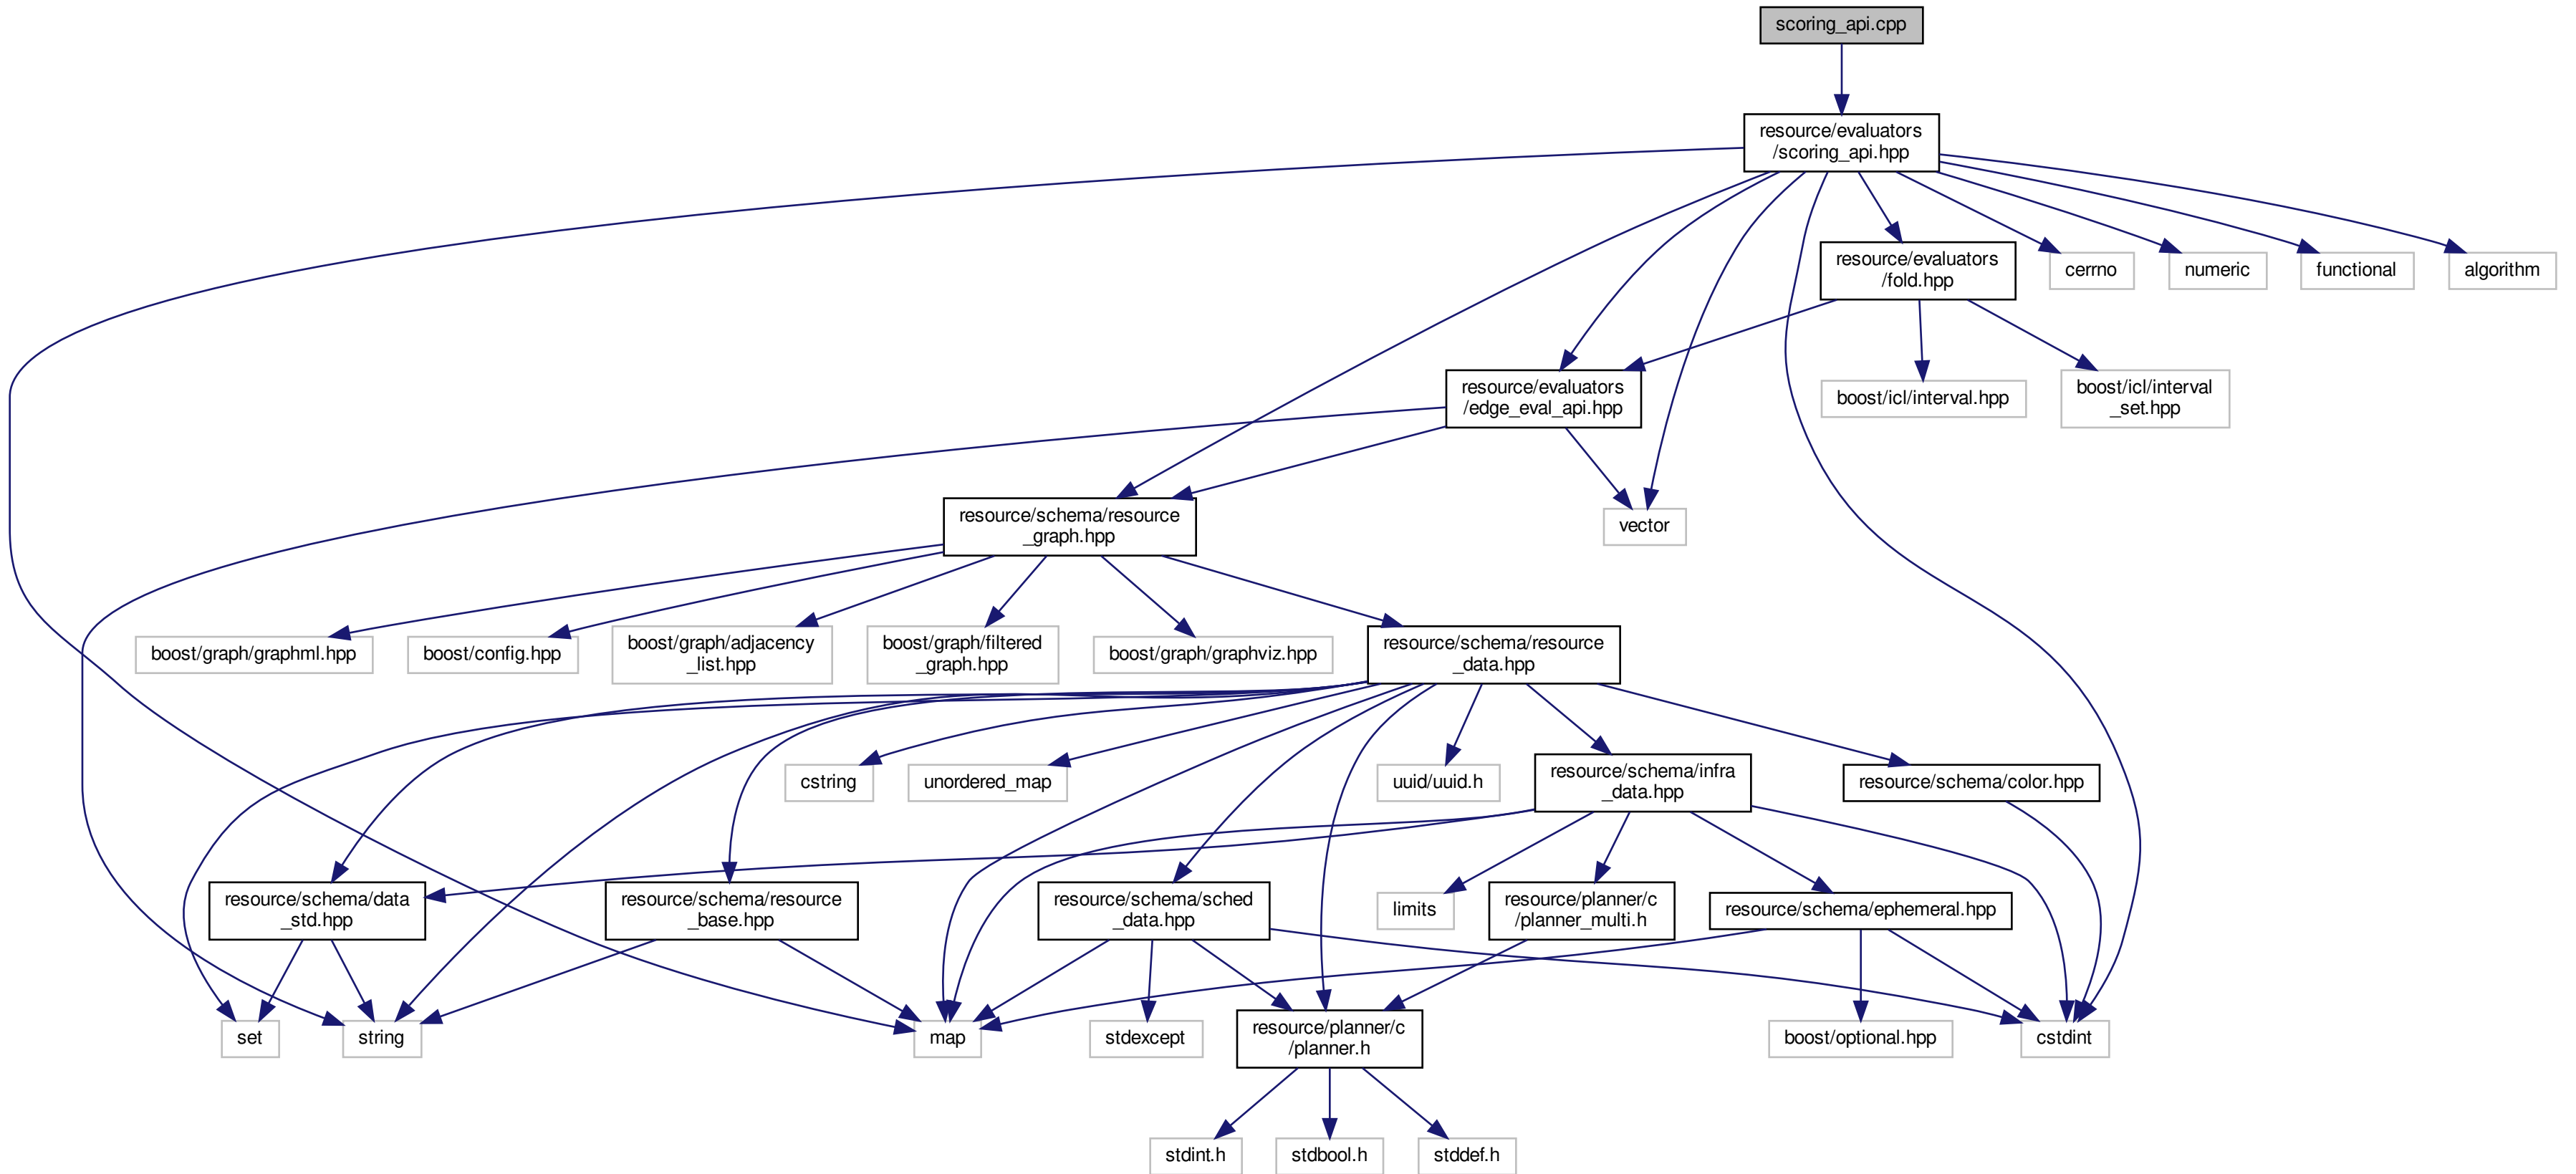 scoring_api.cpp
resource/evaluators
/scoring_api.hpp
resource/evaluators
/fold.hpp
cerrno
numeric
functional
algorithm
resource/evaluators
/edge_eval_api.hpp
boost/icl/interval.hpp
boost/icl/interval
_set.hpp
resource/schema/resource
_graph.hpp
vector
boost/graph/graphml.hpp
boost/config.hpp
boost/graph/adjacency
_list.hpp
boost/graph/filtered
_graph.hpp
boost/graph/graphviz.hpp
resource/schema/resource
_data.hpp
cstring
unordered_map
uuid/uuid.h
resource/schema/infra
_data.hpp
resource/schema/color.hpp
resource/schema/data
_std.hpp
resource/schema/resource
_base.hpp
resource/schema/sched
_data.hpp
limits
resource/planner/c
/planner_multi.h
resource/schema/ephemeral.hpp
set
string
map
stdexcept
resource/planner/c
/planner.h
boost/optional.hpp
cstdint
stdint.h
stdbool.h
stddef.h